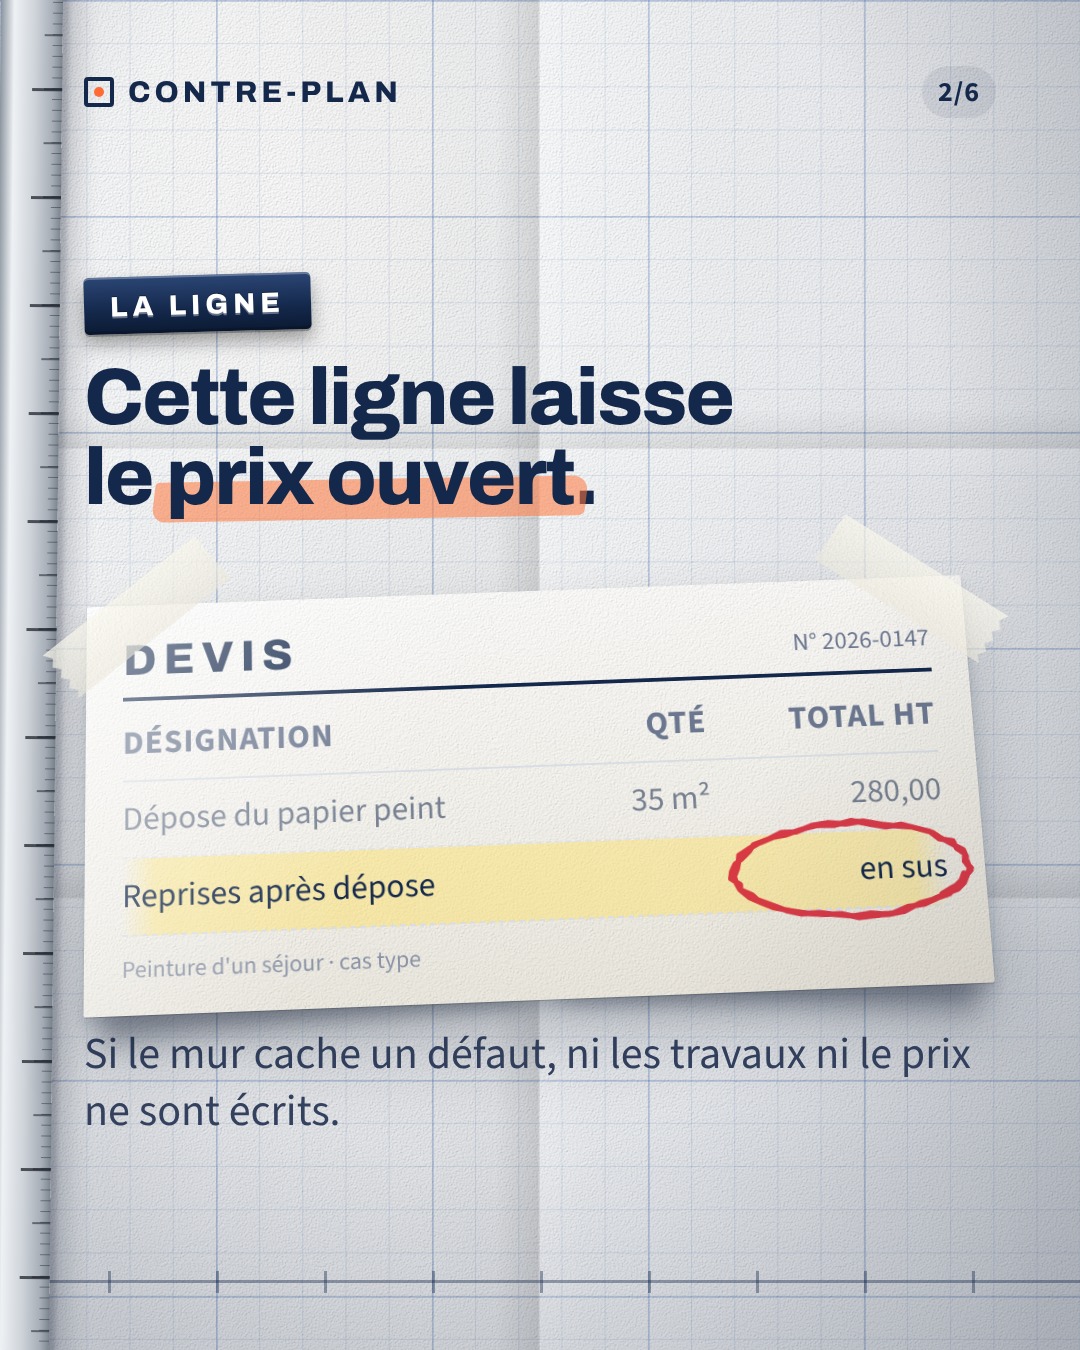 CONTRE-PLAN
2/6
LA LIGNE
Cette ligne laisse
le prix ouvert.
DEVIS
N° 2026-0147
DÉSIGNATION QTÉ TOTAL HT
Dépose du papier peint 35 m² 280,00
Reprises après dépose en sus
Peinture d'un séjour · cas type
Si le mur cache un défaut, ni les travaux ni le prix
ne sont écrits.